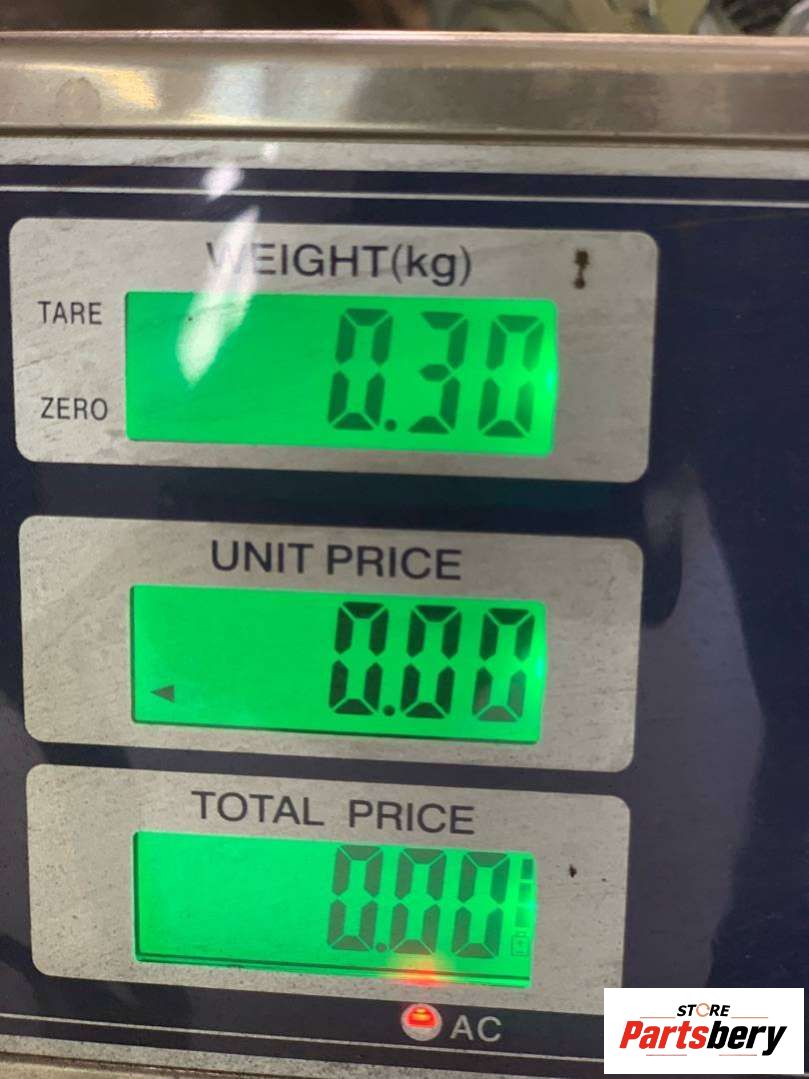 WEIGHT(kg)
TARE
0.30
ZERO
UNIT PRICE
0.00
TOTAL PRICE
0.00
AC
STORE
Partsbery